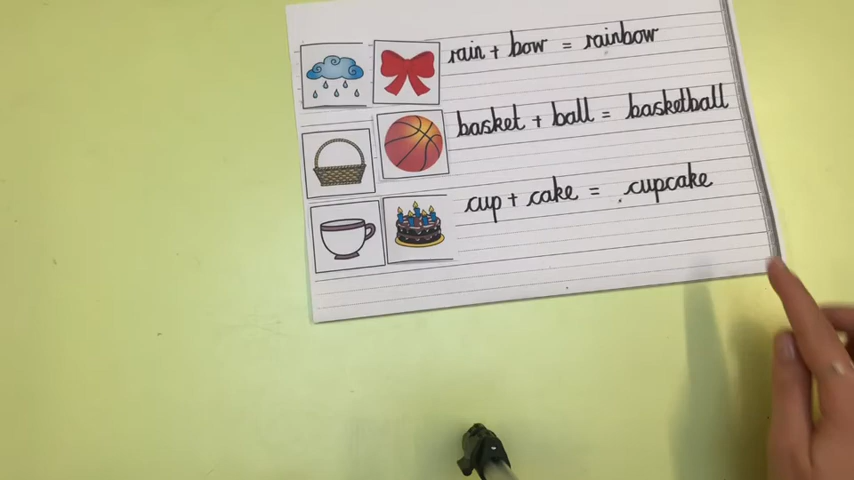 rain + bow = rainbow
basket + ball = basketball
cup + cake = cupcake